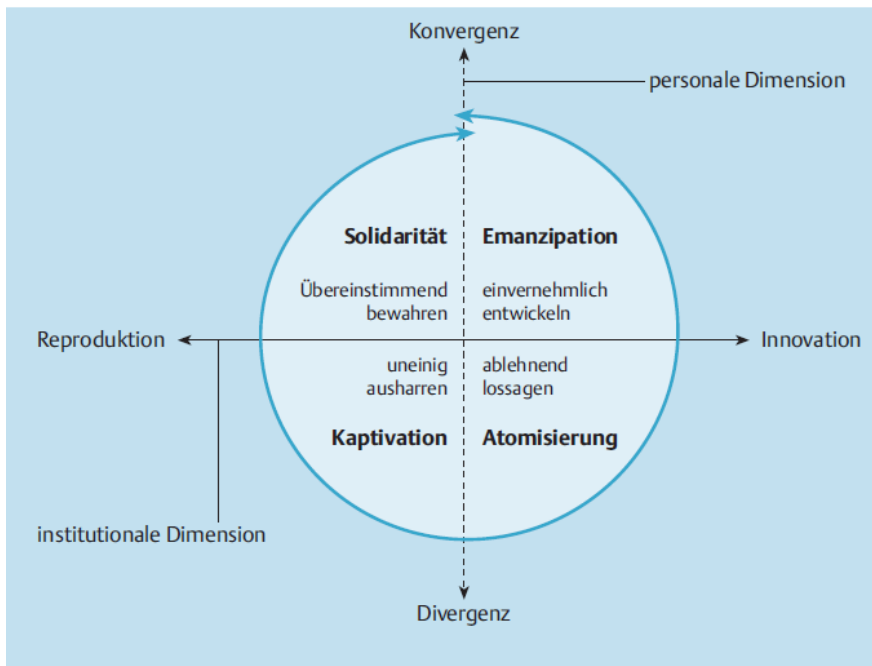 Konvergenz
personale Dimension
Solidarität
Emanzipation
Übereinstimmend
bewahren
einvernehmlich
entwickeln
Reproduktion
Innovation
uneinig
ausharren
ablehnend
lossagen
Kaptivation
Atomisierung
institutionale Dimension
Divergenz